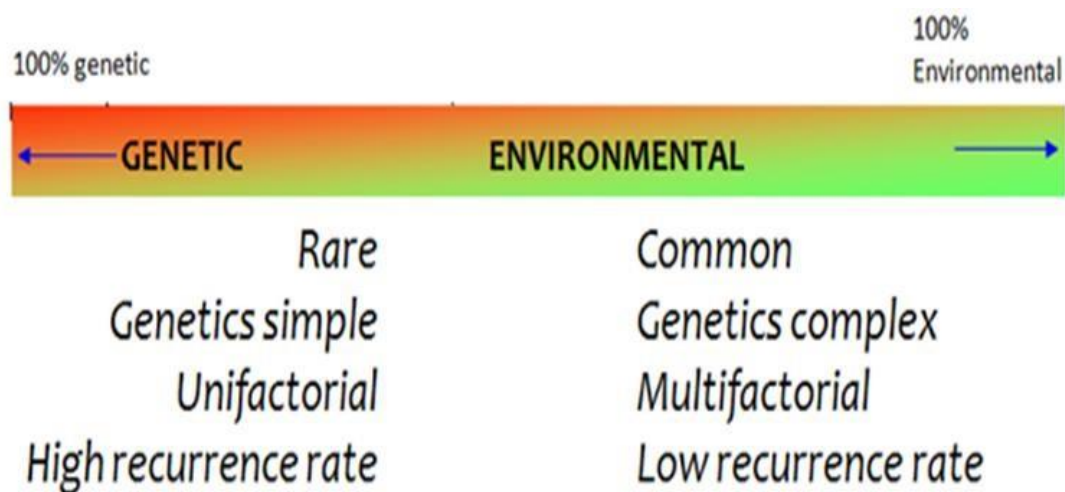 100% genetic
100%
Environmental
GENETIC ENVIRONMENTAL
Rare Common
Genetics simple Genetics complex
Unifactorial Multifactorial
High recurrence rate Low recurrence rate